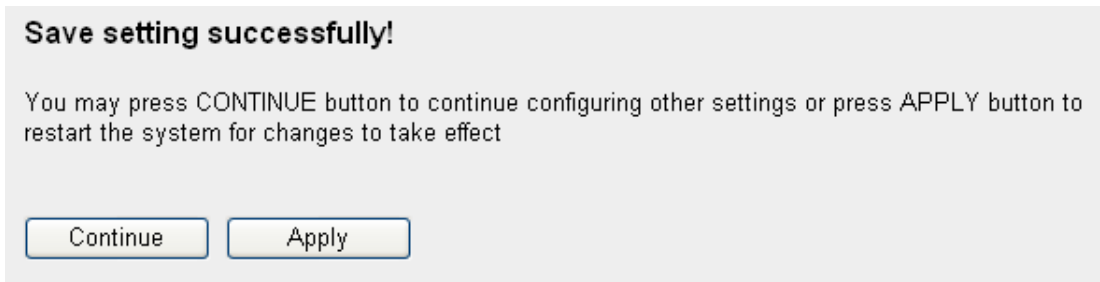 Save setting successfully!
You may press CONTINUE button to continue configuring other settings or press APPLY button to
restart the system for changes to take effect
Continue
Apply